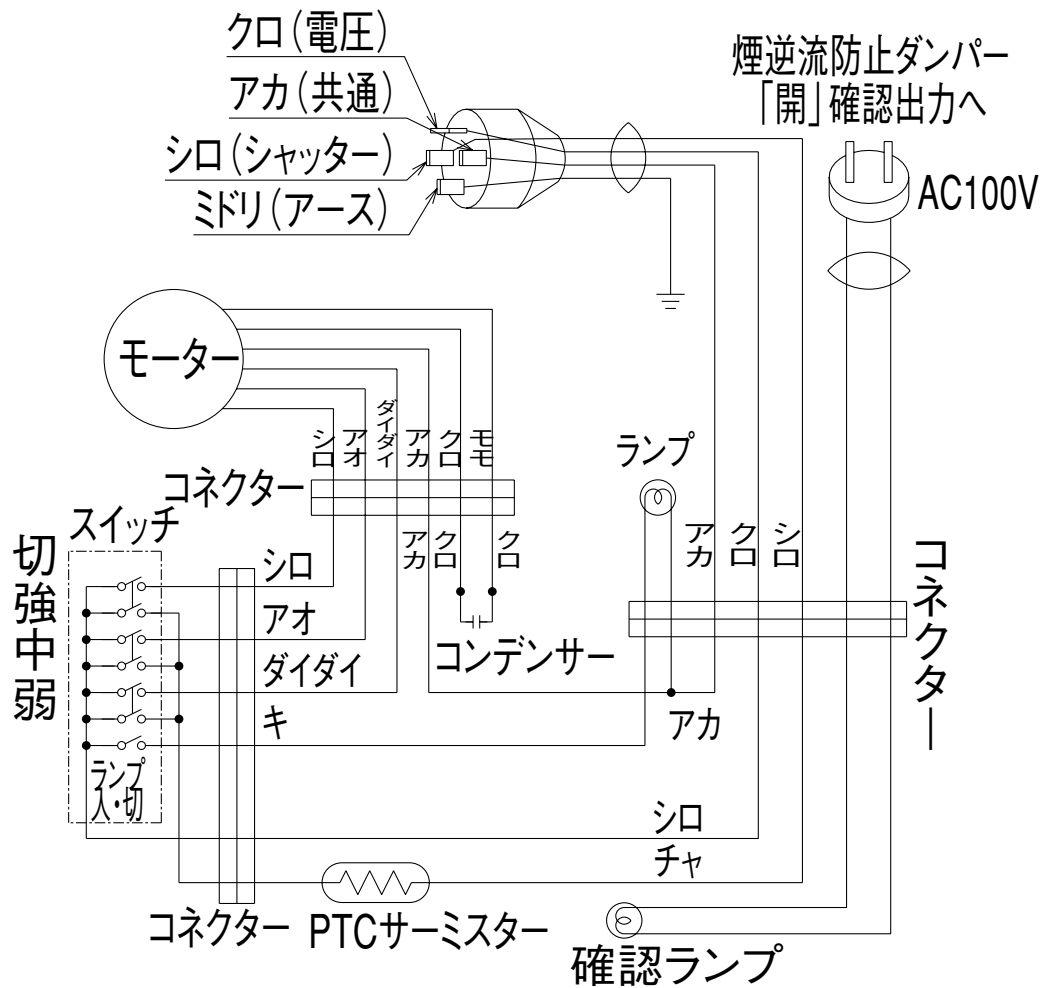 クロ(電圧)
アカ(共通)
シロ(シャッター)
ミドリ(アース)
煙逆流防止ダンパー
「開」確認出力へ
AC100V
モーター
シロ
アオ
ダイダイ
アカ
クロ
モモ
コネクター
アカ
クロ
クロ
コンデンサー
ランプ
アカ
クロ
シロ
コネクター
スイッチ
切強中弱
シロ
アオ
ダイダイ
キ
ランプ
入・切
アカ
シロ
チャ
コネクター
PTCサーミスター
確認ランプ